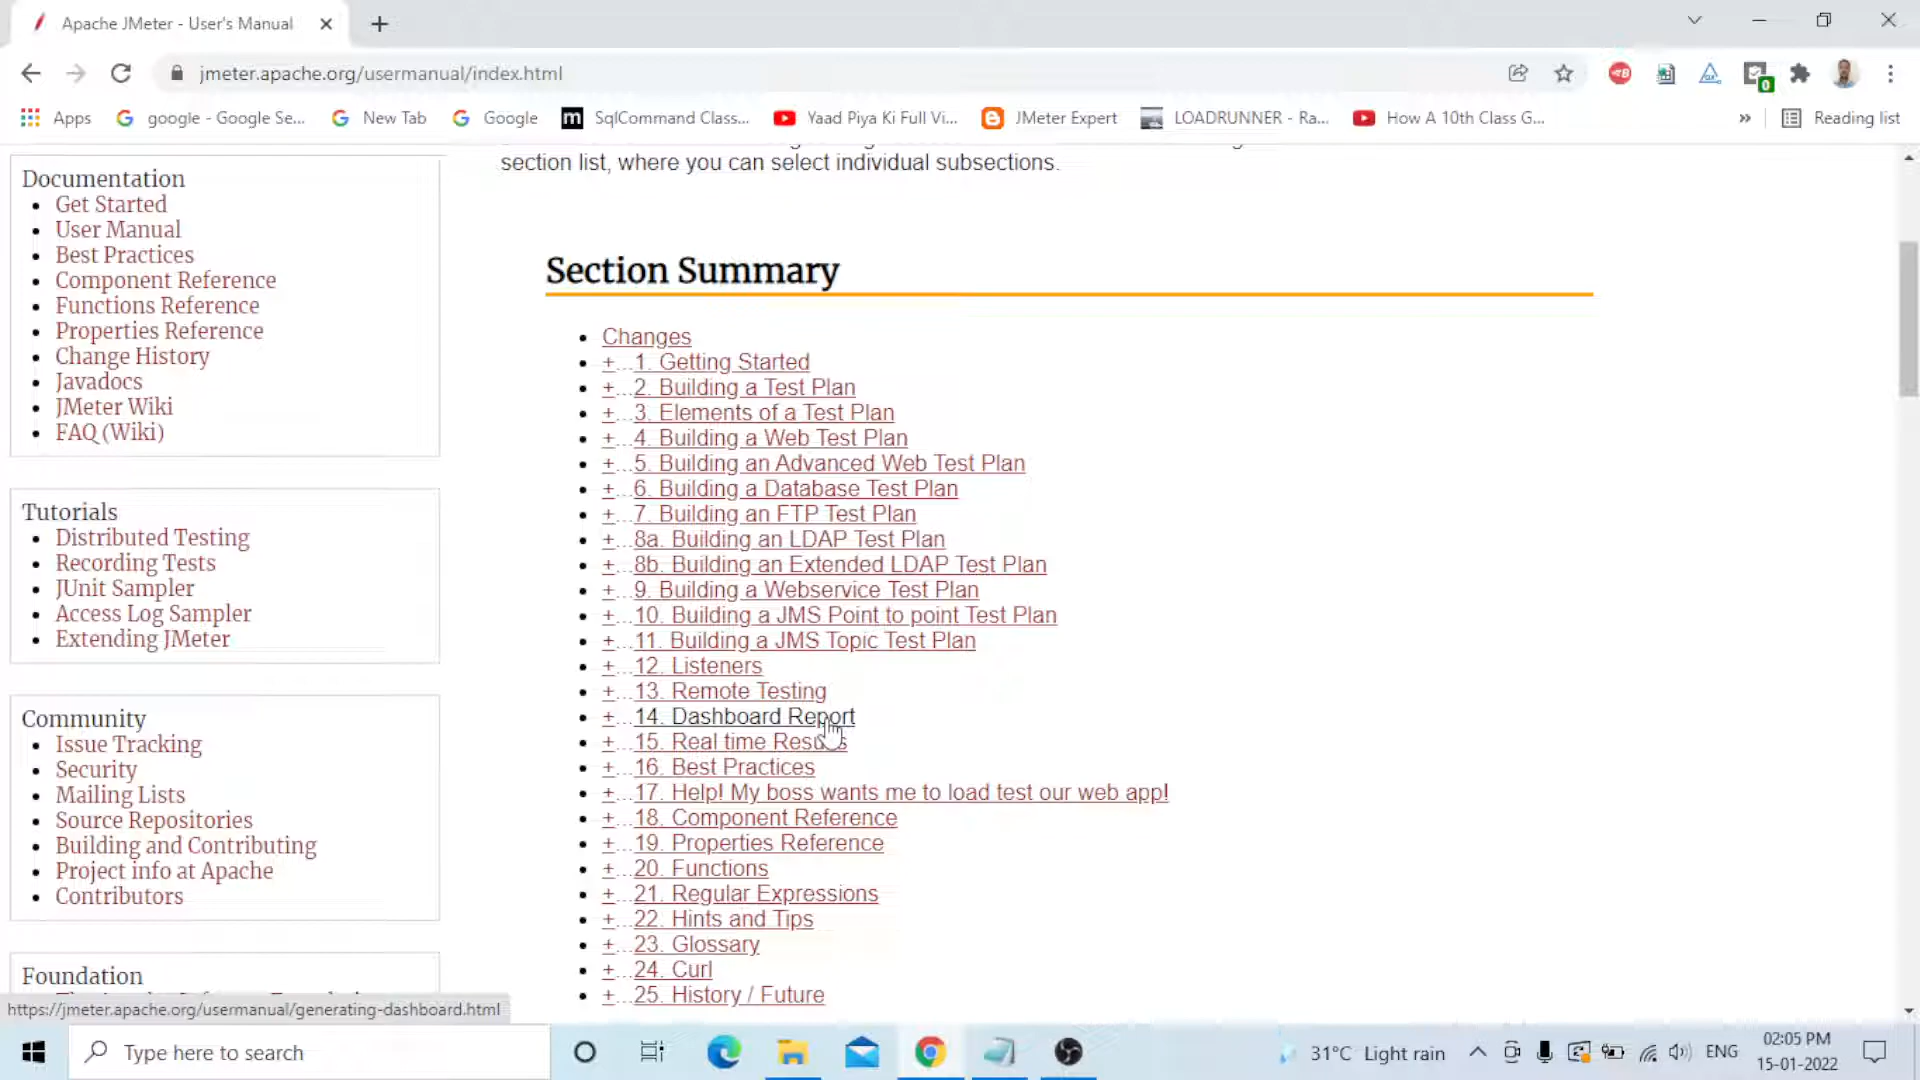 Apache JMeter - User's Manual
jmeter.apache.org/usermanual/index.html
Apps
google - Google Se...
New Tab
Google
SqlCommand Class...
Yaad Piya Ki Full Vi...
JMeter Expert
LOADRUNNER - Ra...
How A 10th Class G...
Reading list
section list, where you can select individual subsections.
Documentation
Get Started
User Manual
Best Practices
Component Reference
Functions Reference
Properties Reference
Change History
Javadocs
JMeter Wiki
FAQ (Wiki)
Tutorials
Distributed Testing
Recording Tests
JUnit Sampler
Access Log Sampler
Extending JMeter
Community
Issue Tracking
Security
Mailing Lists
Source Repositories
Building and Contributing
Project info at Apache
Contributors
Foundation
Section Summary
Changes
+...1. Getting Started
+...2. Building a Test Plan
+...3. Elements of a Test Plan
+...4. Building a Web Test Plan
+...5. Building an Advanced Web Test Plan
+...6. Building a Database Test Plan
+...7. Building an FTP Test Plan
+...8a. Building an LDAP Test Plan
+...8b. Building an Extended LDAP Test Plan
+...9. Building a Webservice Test Plan
+...10. Building a JMS Point to point Test Plan
+...11. Building a JMS Topic Test Plan
+...12. Listeners
+...13. Remote Testing
+...14. Dashboard Report
+...15. Real time Results
+...16. Best Practices
+...17. Help! My boss wants me to load test our web app!
+...18. Component Reference
+...19. Properties Reference
+...20. Functions
+...21. Regular Expressions
+...22. Hints and Tips
+...23. Glossary
+...24. Curl
+...25. History / Future
https://jmeter.apache.org/usermanual/generating-dashboard.html
Type here to search
31°C Light rain
ENG
02:05 PM
15-01-2022